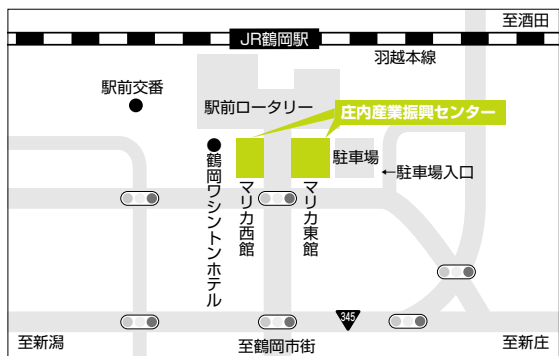 至酒田
JR鶴岡駅
羽越本線
駅前交番
駅前ロータリー
庄内産業振興センター
駐車場
←駐車場入口
鶴岡ワシントンホテル
マリカ西館
マリカ東館
345
至新潟
至鶴岡市街
至新庄